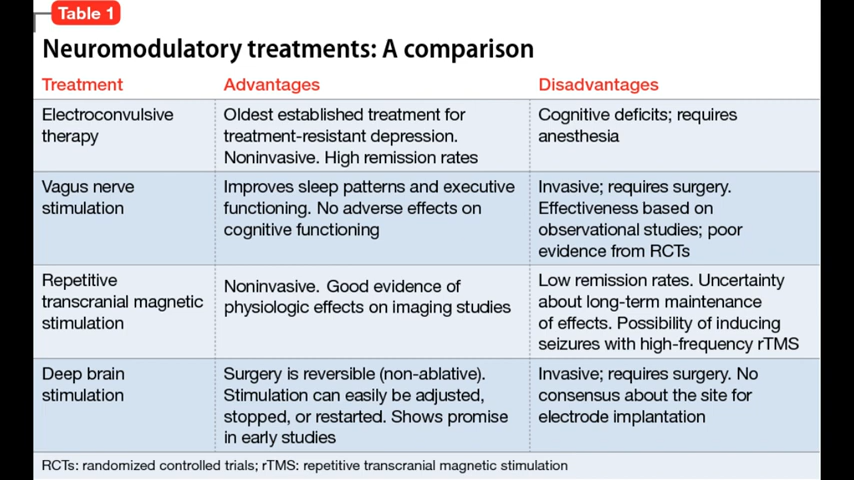 Table 1
Neuromodulatory treatments: A comparison
Treatment Advantages Disadvantages
Electroconvulsive
therapy
Oldest established treatment for
treatment-resistant depression.
Noninvasive. High remission rates
Cognitive deficits; requires
anesthesia
Vagus nerve
stimulation
Improves sleep patterns and executive
functioning. No adverse effects on
cognitive functioning
Invasive; requires surgery.
Effectiveness based on
observational studies; poor
evidence from RCTs
Repetitive
transcranial magnetic
stimulation
Noninvasive. Good evidence of
physiologic effects on imaging studies
Low remission rates. Uncertainty
about long-term maintenance
of effects. Possibility of inducing
seizures with high-frequency rTMS
Deep brain
stimulation
Surgery is reversible (non-ablative).
Stimulation can easily be adjusted,
stopped, or restarted. Shows promise
in early studies
Invasive; requires surgery. No
consensus about the site for
electrode implantation
RCTs: randomized controlled trials; rTMS: repetitive transcranial magnetic stimulation